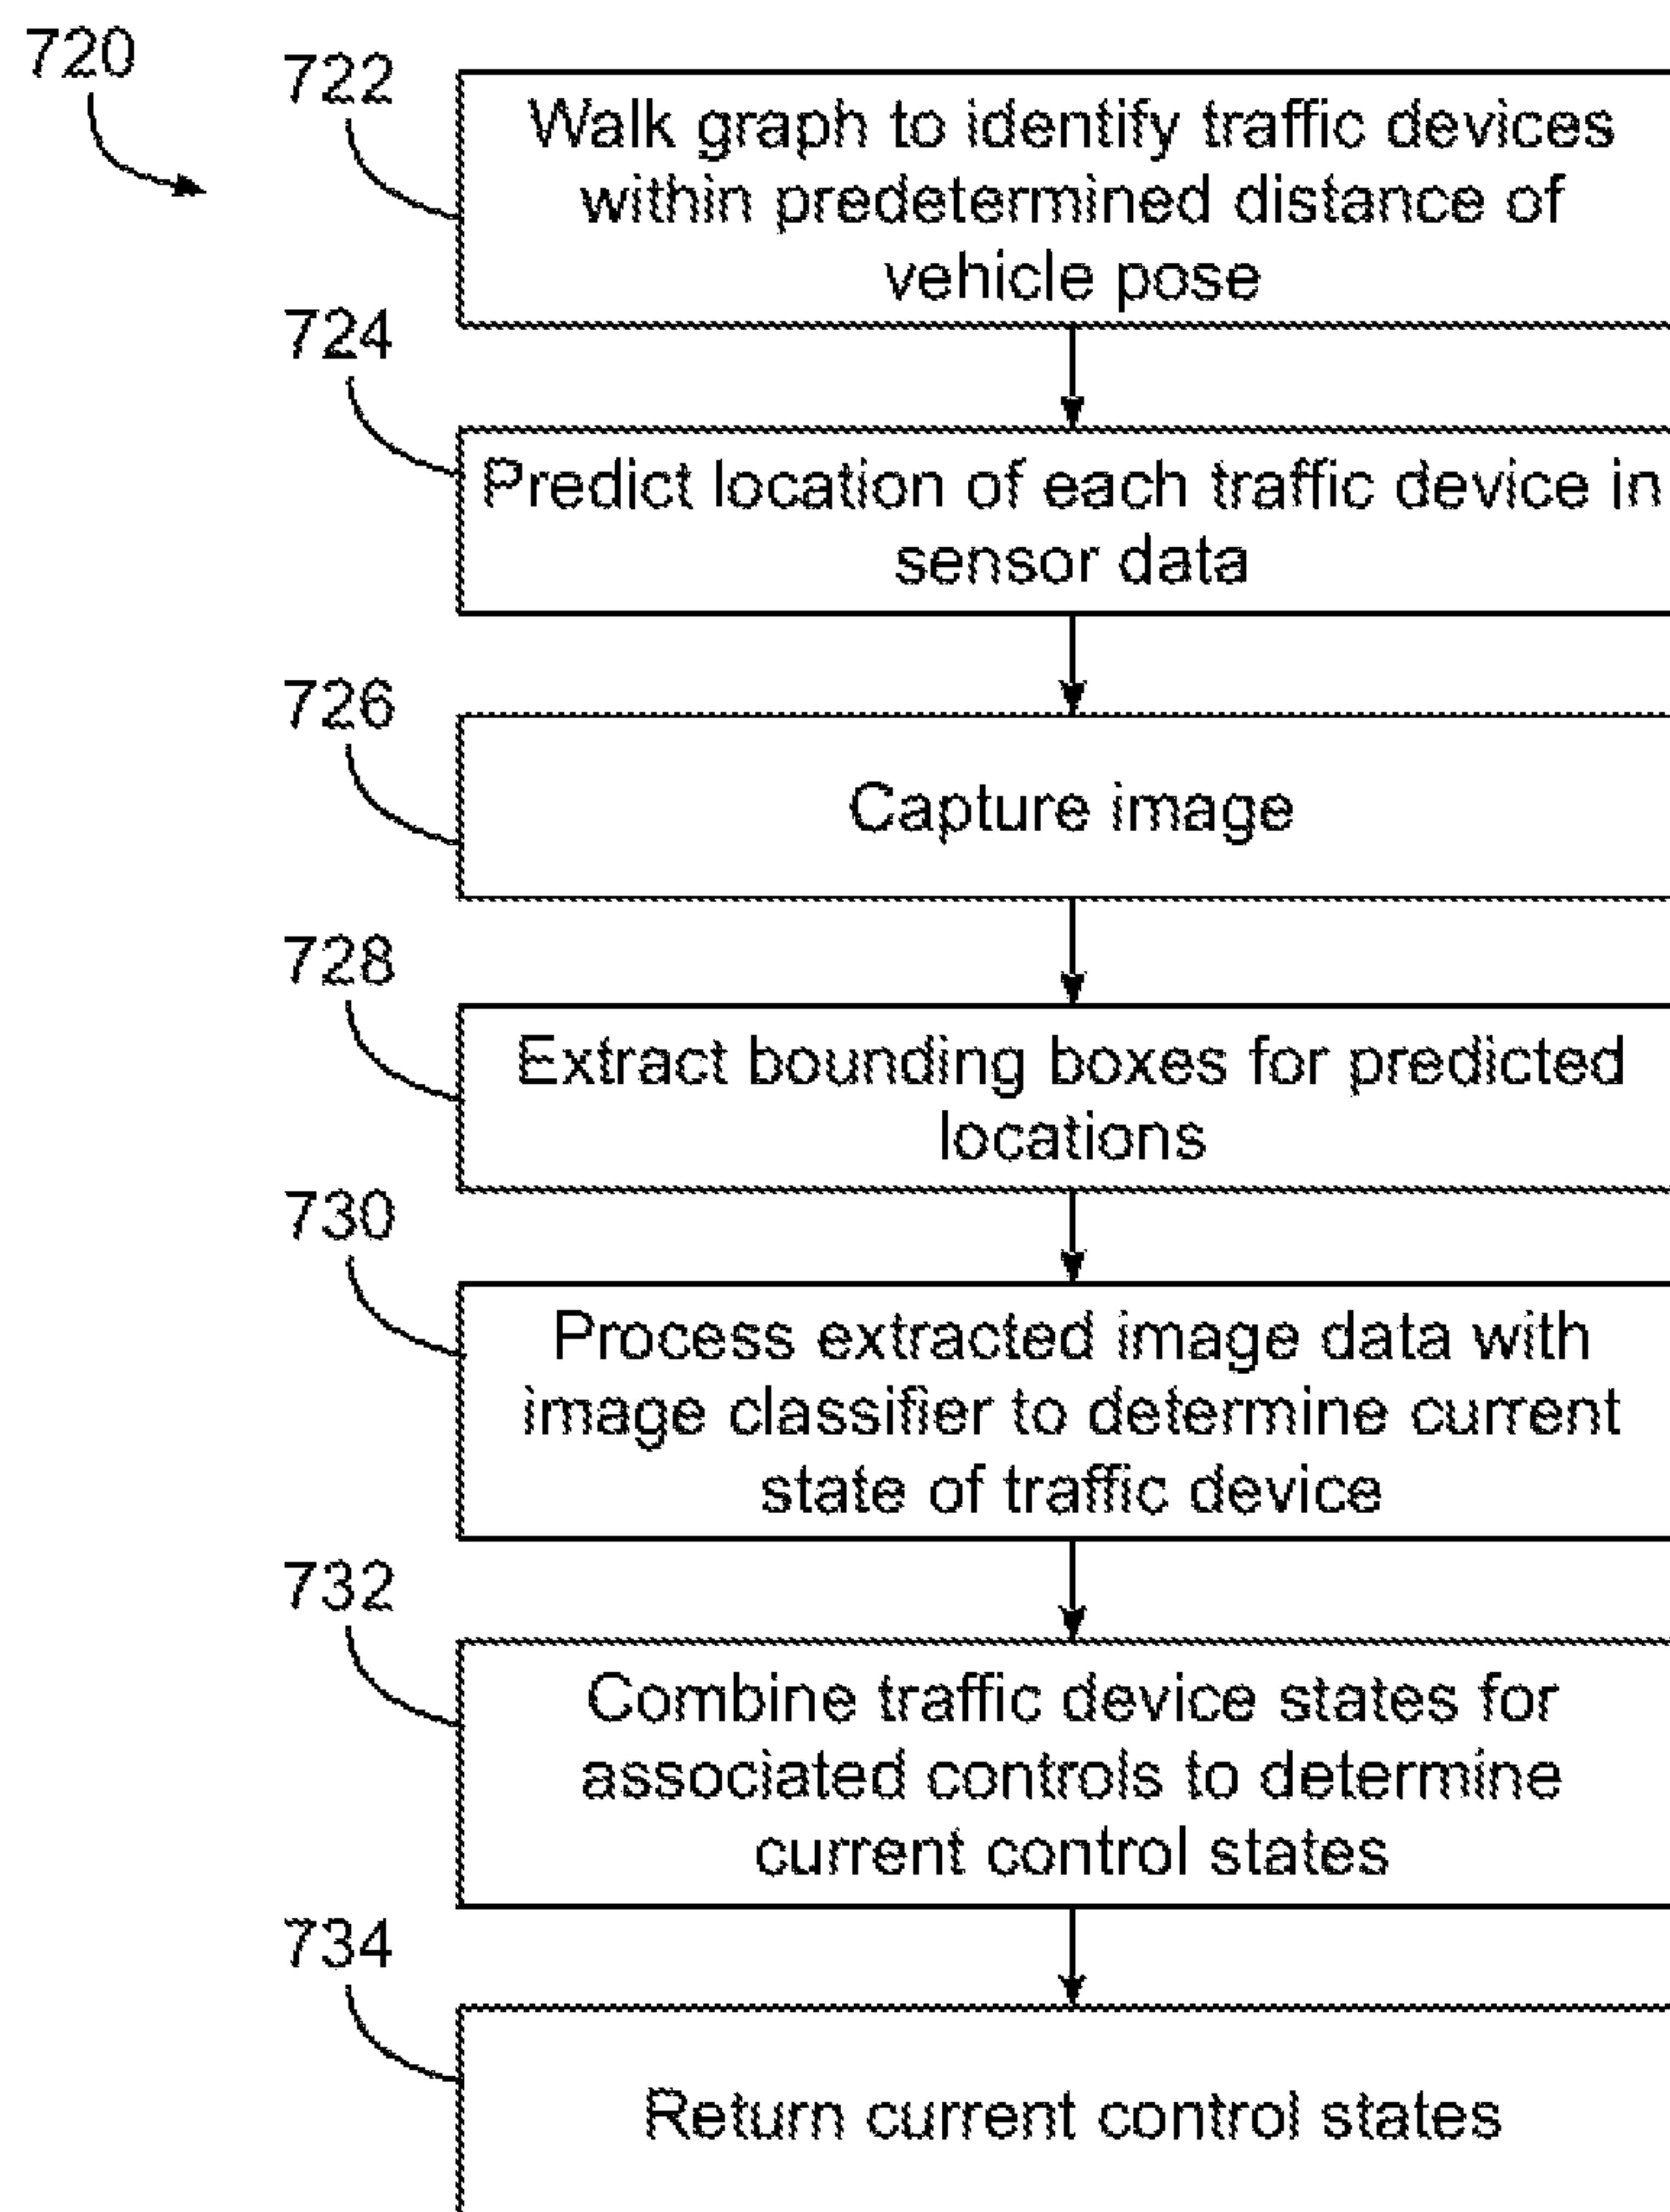 720
722
Walk graph to identify traffic devices
within predetermined distance of
vehicle pose
724
Predict location of each traffic device in
sensor data
726
Capture image
728
Extract bounding boxes for predicted
locations
730
Process extracted image data with
image classifier to determine current
state of traffic device
732
Combine traffic device states for
associated controls to determine
current control states
734
Return current control states